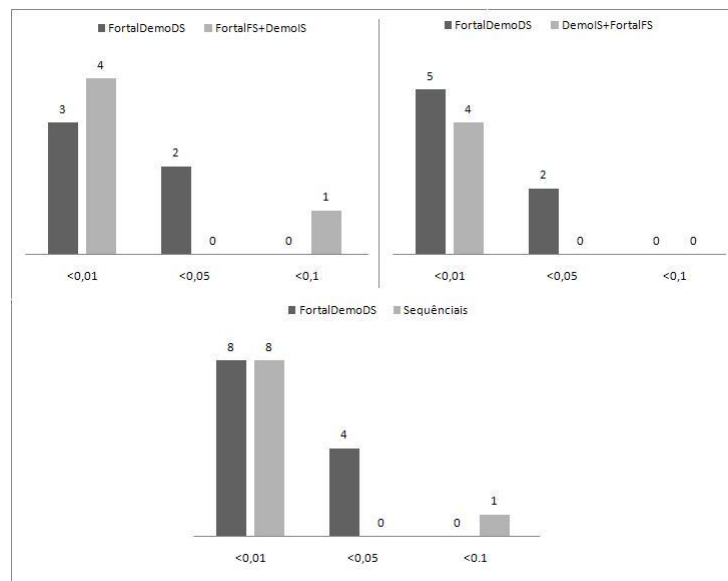 FortalDemoDS FortalFS+DemoIS
4
3
2
1
0 0
<0,01 <0,05 <0,1
FortalDemoDS DemoIS+FortalFS
5
4
2
0 0 0
<0,01 <0,05 <0,1
FortalDemoDS Sequênciais
8 8
4
1
0 0
<0,01 <0,05 <0.1